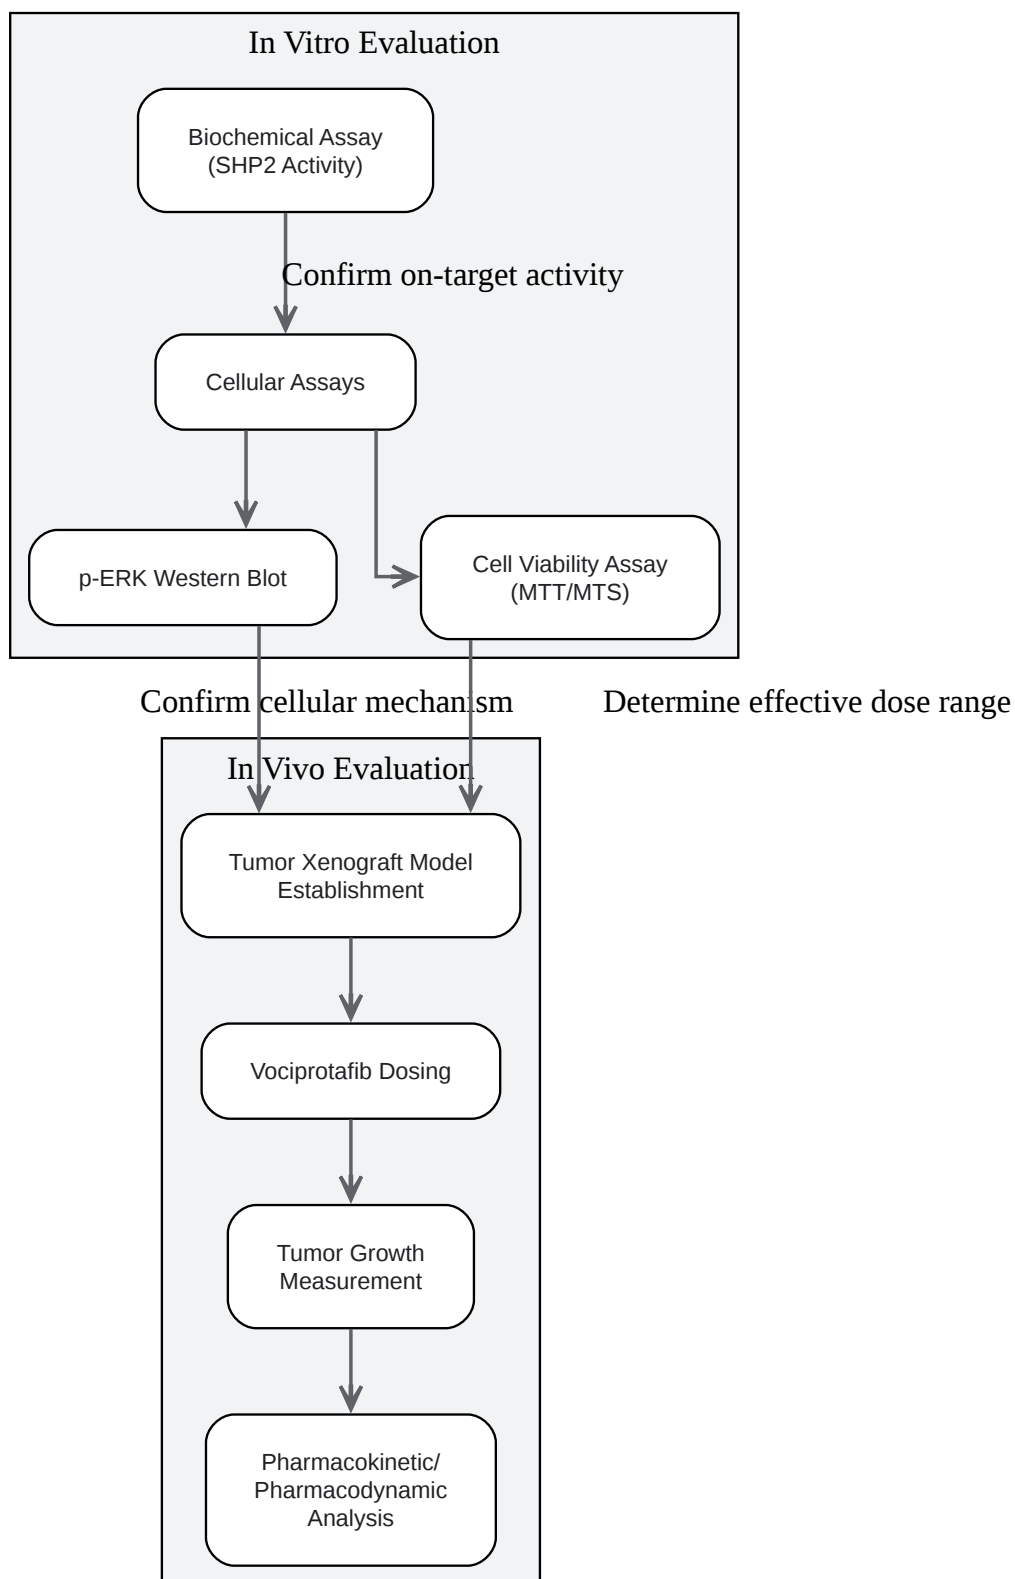 In Vitro Evaluation
Biochemical Assay
(SHP2 Activity)
Confirm on-target activity
Cellular Assays
p-ERK Western Blot
Cell Viability Assay
(MTT/MTS)
Confirm cellular mechanism
Determine effective dose range
In Vivo Evaluation
Tumor Xenograft Model
Establishment
Vociprotafib Dosing
Tumor Growth
Measurement
Pharmacokinetic/
Pharmacodynamic
Analysis